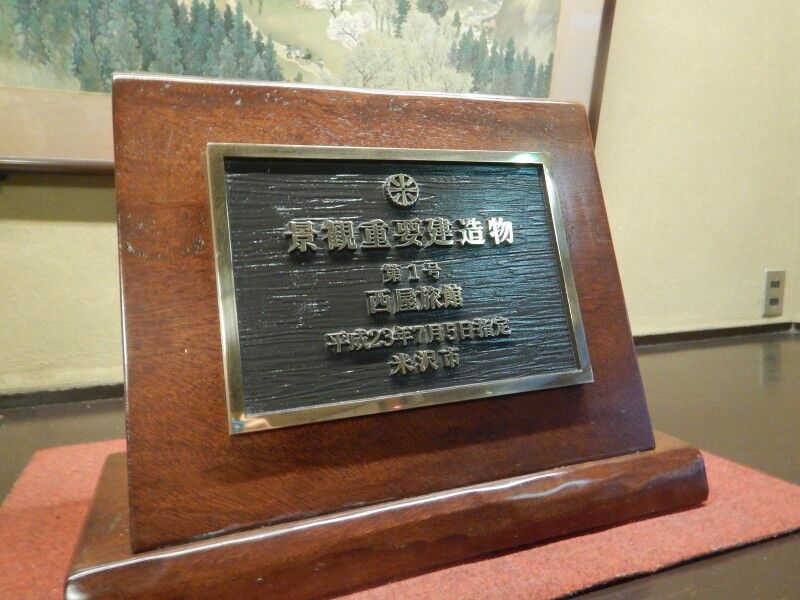 景観重要建造物
第1号
西屋旅館
平成23年7月5日指定
米沢市